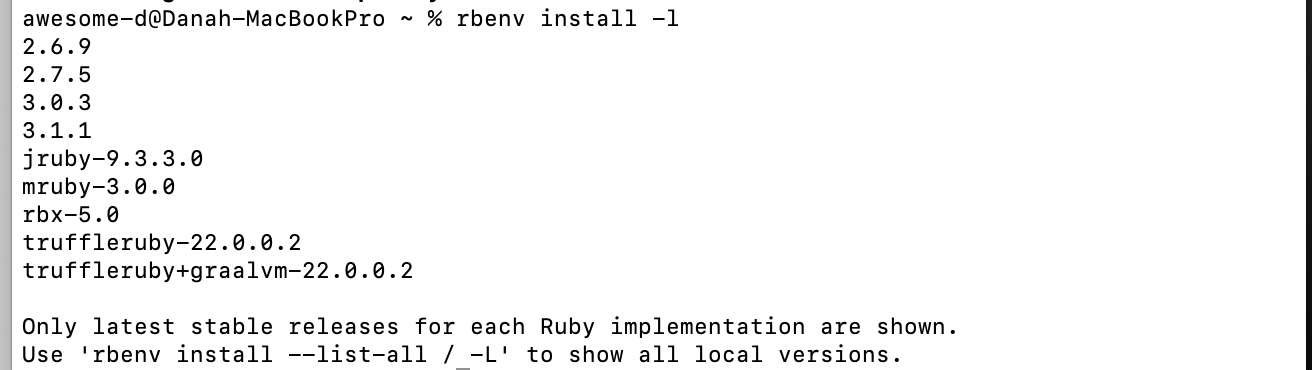 awesome-d@Danah-MacBookPro ~ % rbenv install -l
2.6.9
2.7.5
3.0.3
3.1.1
jruby-9.3.3.0
mruby-3.0.0
rbx-5.0
truffleruby-22.0.0.2
truffleruby+graalvm-22.0.0.2
Only latest stable releases for each Ruby implementation are shown.
Use 'rbenv install --list-all / -L' to show all local versions.